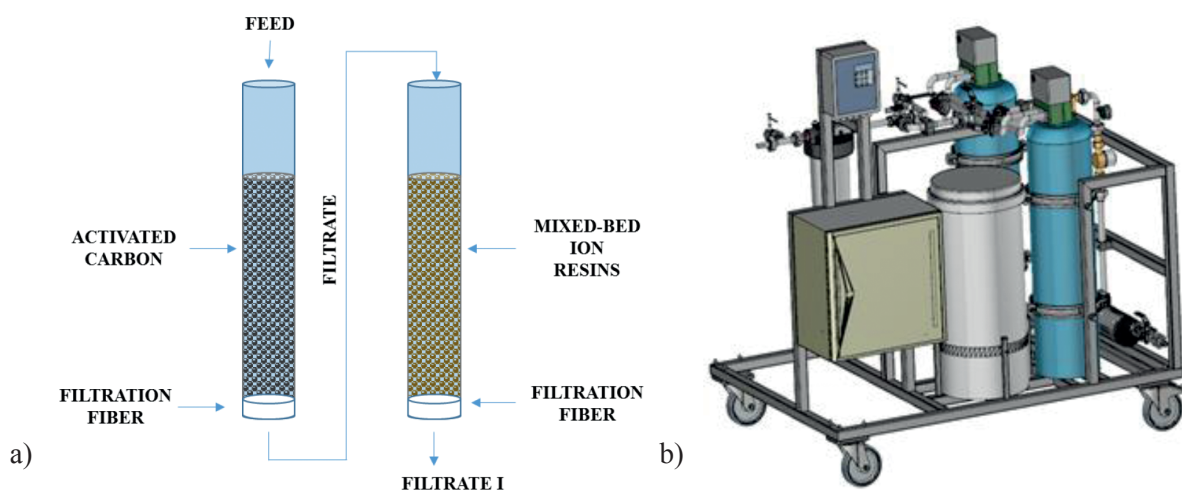 FEED
ACTIVATED
CARBON
FILTRATION
FIBER
FILTRATE
MIXED-BED
ION
RESINS
FILTRATION
FIBER
FILTRATE I
a)
b)